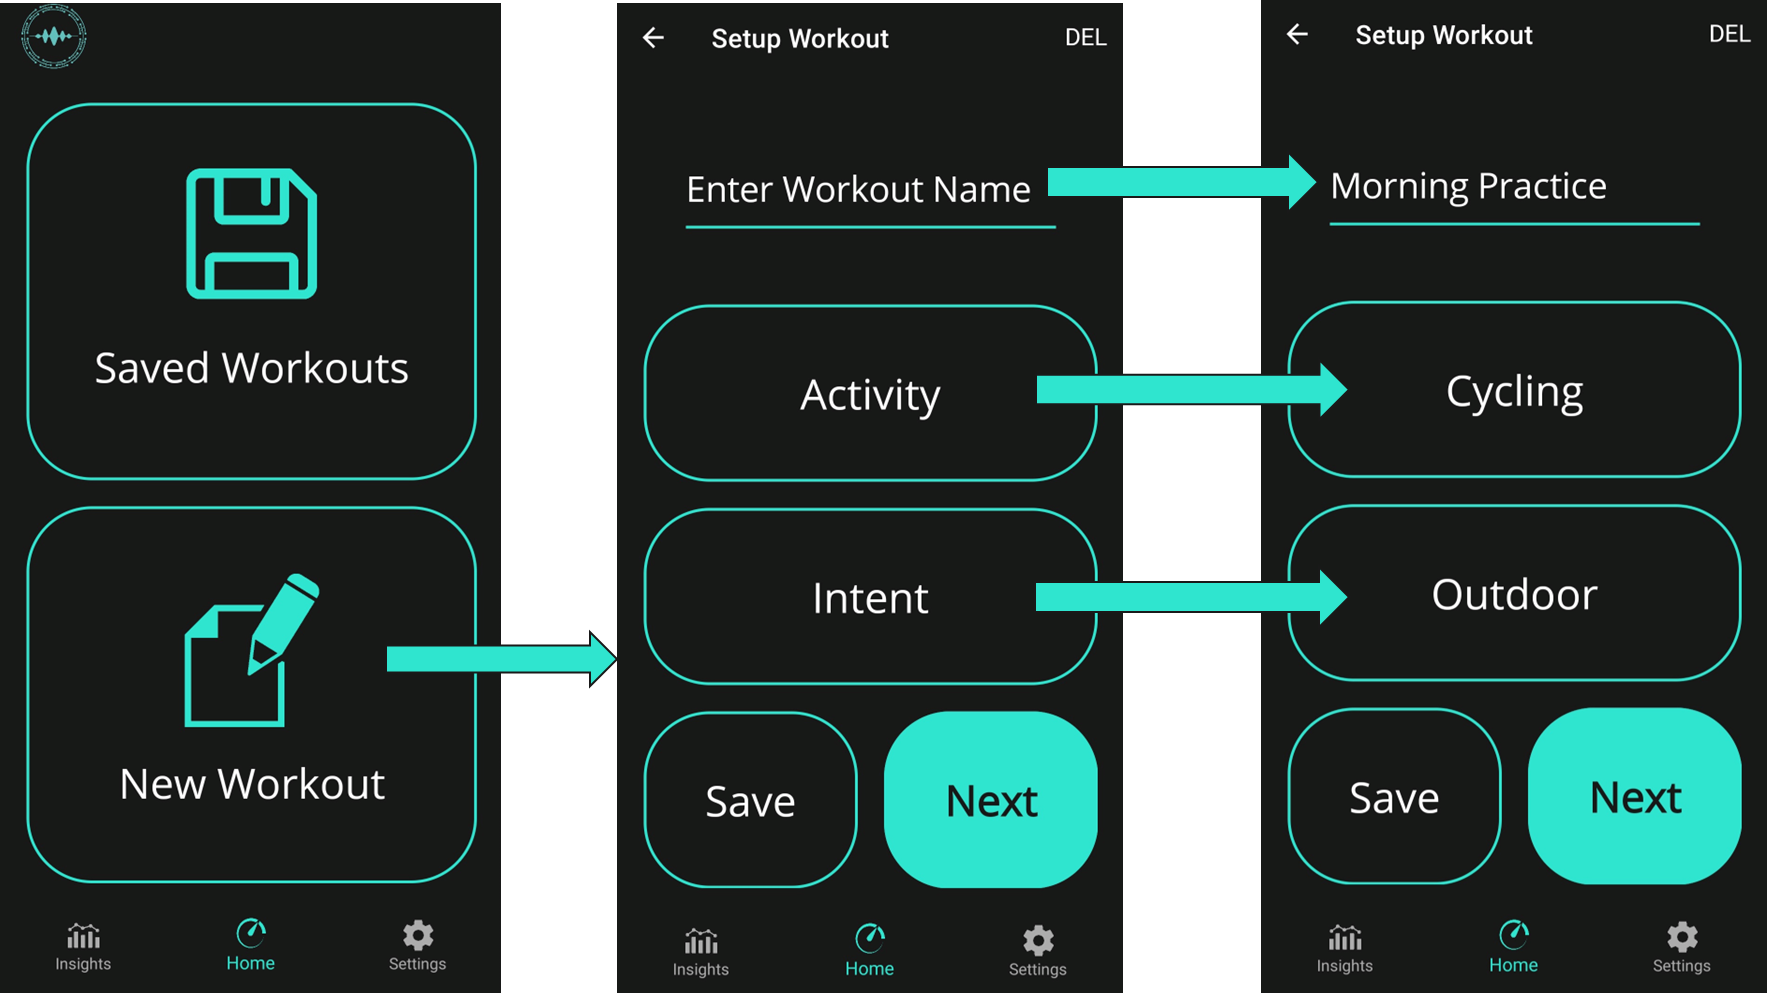 Saved Workouts
New Workout
Insights
Home
Settings
Setup Workout
DEL
Enter Workout Name
Activity
Intent
Save
Next
Insights
Home
Settings
Setup Workout
DEL
Morning Practice
Cycling
Outdoor
Save
Next
Insights
Home
Settings